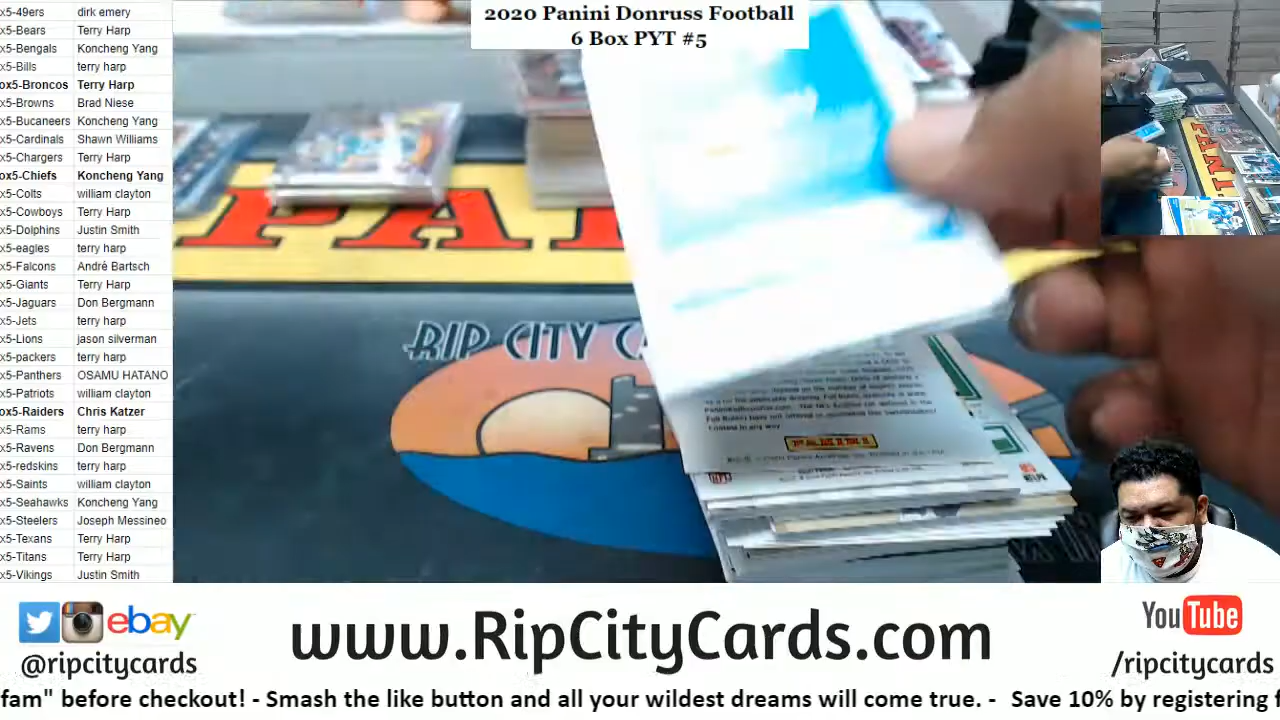 2020 Panini Donruss Football
6 Box PYT #5
x5-49ers dirk emery
x5-Bears Terry Harp
x5-Bengals Koncheng Yang
x5-Bills terry harp
ox5-Broncos Terry Harp
x5-Browns Brad Niese
x5-Bucaneers Koncheng Yang
x5-Cardinals Shawn Williams
x5-Chargers Terry Harp
ox5-Chiefs Koncheng Yang
x5-Colts william clayton
x5-Cowboys Terry Harp
x5-Dolphins Justin Smith
x5-eagles terry harp
x5-Falcons André Bartsch
x5-Giants Terry Harp
x5-Jaguars Don Bergmann
x5-Jets terry harp
x5-Lions jason silverman
x5-packers terry harp
x5-Panthers OSAMU HATANO
x5-Patriots william clayton
ox5-Raiders Chris Katzer
x5-Rams terry harp
x5-Ravens Don Bergmann
x5-redskins terry harp
x5-Saints william clayton
x5-Seahawks Koncheng Yang
x5-Steelers Joseph Messineo
x5-Texans Terry Harp
x5-Titans Terry Harp
x5-Vikings Justin Smith
RIP CITY
PANINI
ebay
@ripcitycards
www.RipCityCards.com
YouTube
/ripcitycards
fam" before checkout! - Smash the like button and all your wildest dreams will come true. - Save 10% by registering f